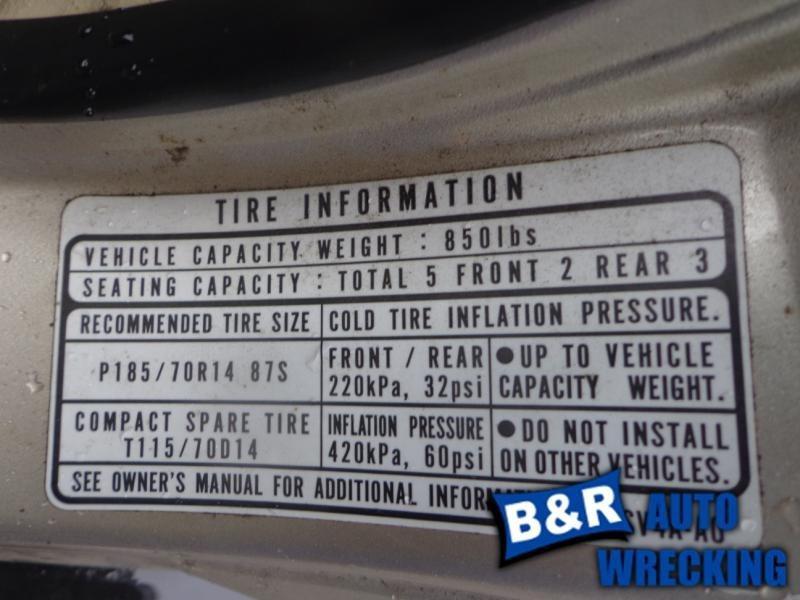 TIRE INFORMATION
VEHICLE CAPACITY WEIGHT : 850lbs
SEATING CAPACITY : TOTAL 5 FRONT 2 REAR 3
RECOMMENDED TIRE SIZE COLD TIRE INFLATION PRESSURE.
P185/70R14 87S
FRONT / REAR
220kPa, 32psi
● UP TO VEHICLE
CAPACITY WEIGHT.
COMPACT SPARE TIRE
T115/70D14
INFLATION PRESSURE
420kPa, 60psi
● DO NOT INSTALL
ON OTHER VEHICLES.
SEE OWNER'S MANUAL FOR ADDITIONAL
B&R AUTO
WRECKING